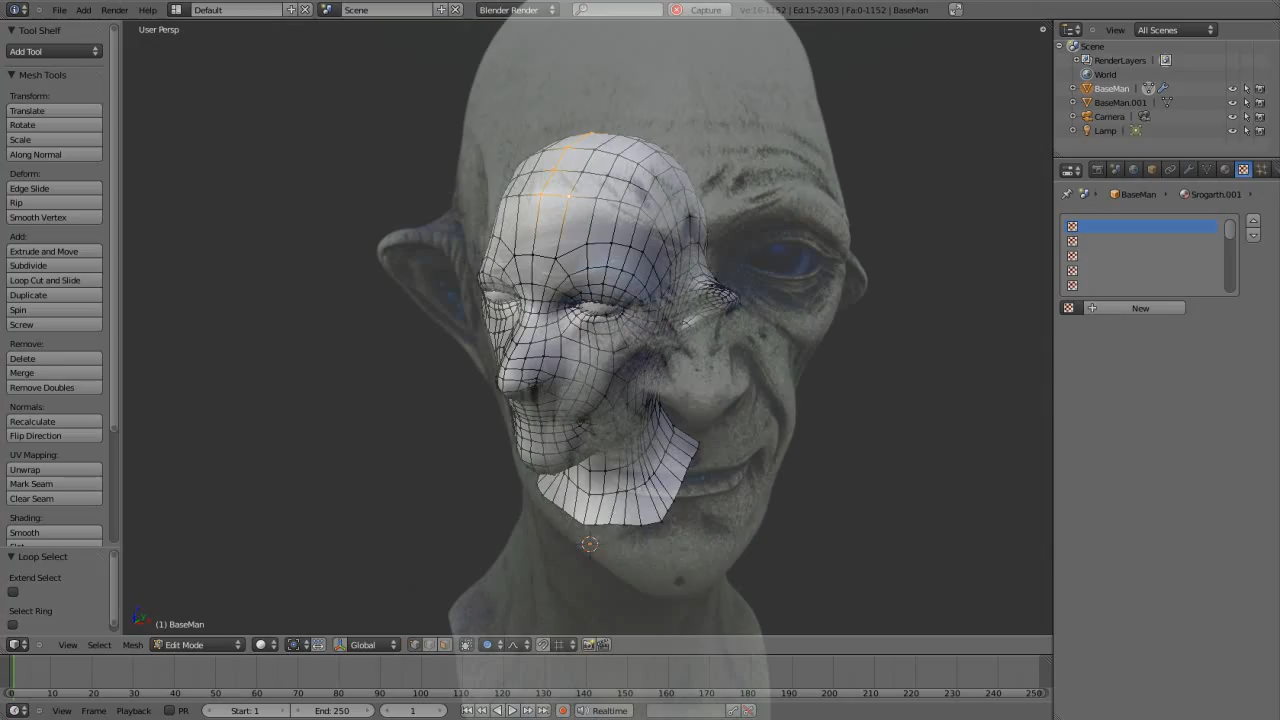 File Add Render Help Default Scene Blender Render Capture Ve:16-1152 | Ed:15-2303 | Fa:0-1152 | BaseMan
Tool Shelf
Add Tool
Mesh Tools
Transform:
Translate
Rotate
Scale
Along Normal
Deform:
Edge Slide
Rip
Smooth Vertex
Add:
Extrude and Move
Subdivide
Loop Cut and Slide
Duplicate
Spin
Screw
Remove:
Delete
Merge
Remove Doubles
Normals:
Recalculate
Flip Direction
UV Mapping:
Unwrap
Mark Seam
Clear Seam
Shading:
Smooth
Loop Select
Extend Select
Select Ring
User Persp
(1) BaseMan
View All Scenes
Scene
RenderLayers
World
BaseMan
BaseMan.001
Camera
Lamp
BaseMan Srogarth.001
New
View Select Mesh Edit Mode Global
0 10 20 30 40 50 60 70 80 90 100 110 120 130 140 150 160 170 180 190 200 210 220 230 240 250
View Frame Playback PR Start: 1 End: 250 1 Realtime